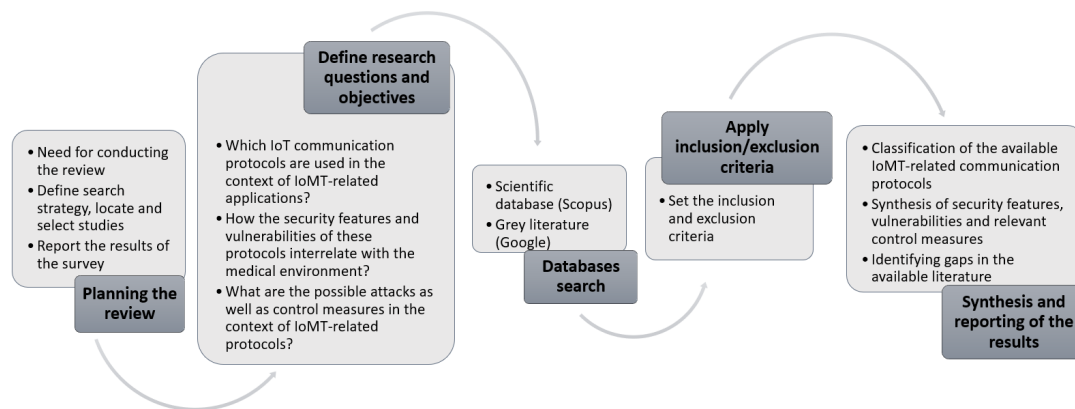 • Need for conducting
the review
• Define search
strategy, locate and
select studies
• Report the results of
the survey
Planning the
review
Define research
questions and
objectives
• Which IoT communication
protocols are used in the
context of IoMT-related
applications?
• How the security features and
vulnerabilities of these
protocols interrelate with the
medical environment?
• What are the possible attacks as
well as control measures in the
context of IoMT-related
protocols?
• Scientific
database (Scopus)
• Grey literature
(Google)
Databases
search
Apply
inclusion/exclusion
criteria
• Set the inclusion
and exclusion
criteria
• Classification of the available
IoMT-related communication
protocols
• Synthesis of security features,
vulnerabilities and relevant
control measures
• Identifying gaps in the
available literature
Synthesis and
reporting of the
results